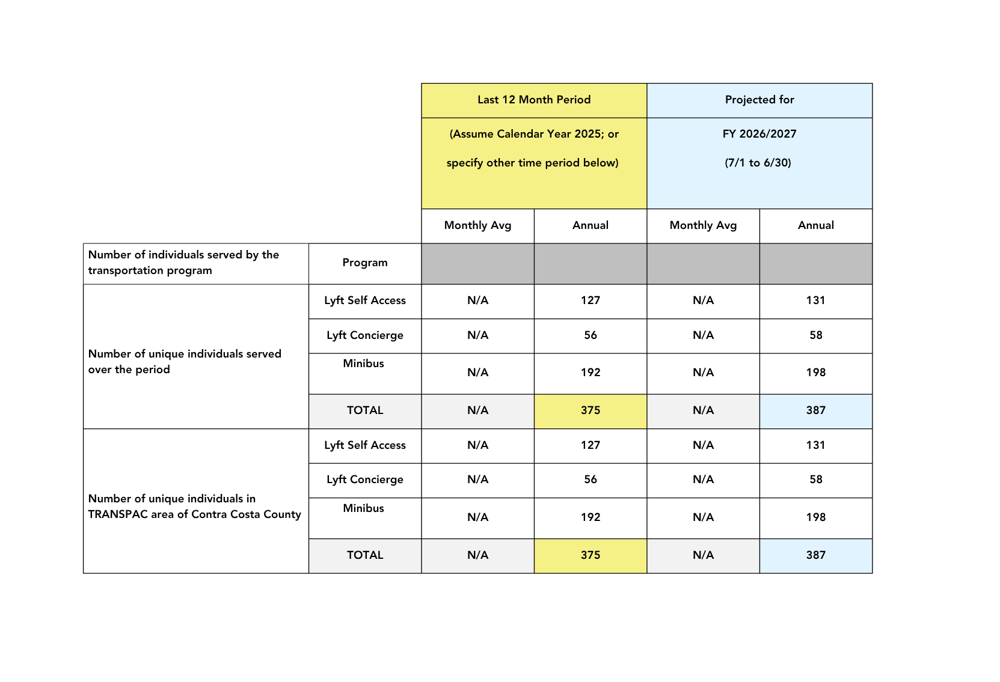 Last 12 Month Period
Projected for
(Assume Calendar Year 2025; or
specify other time period below)
FY 2026/2027
(7/1 to 6/30)
Monthly Avg
Annual
Monthly Avg
Annual
Number of individuals served by the
transportation program
Program
Number of unique individuals served
over the period
Lyft Self Access
N/A
127
N/A
131
Lyft Concierge
N/A
56
N/A
58
Minibus
N/A
192
N/A
198
TOTAL
N/A
375
N/A
387
Number of unique individuals in
TRANSPAC area of Contra Costa County
Lyft Self Access
N/A
127
N/A
131
Lyft Concierge
N/A
56
N/A
58
Minibus
N/A
192
N/A
198
TOTAL
N/A
375
N/A
387